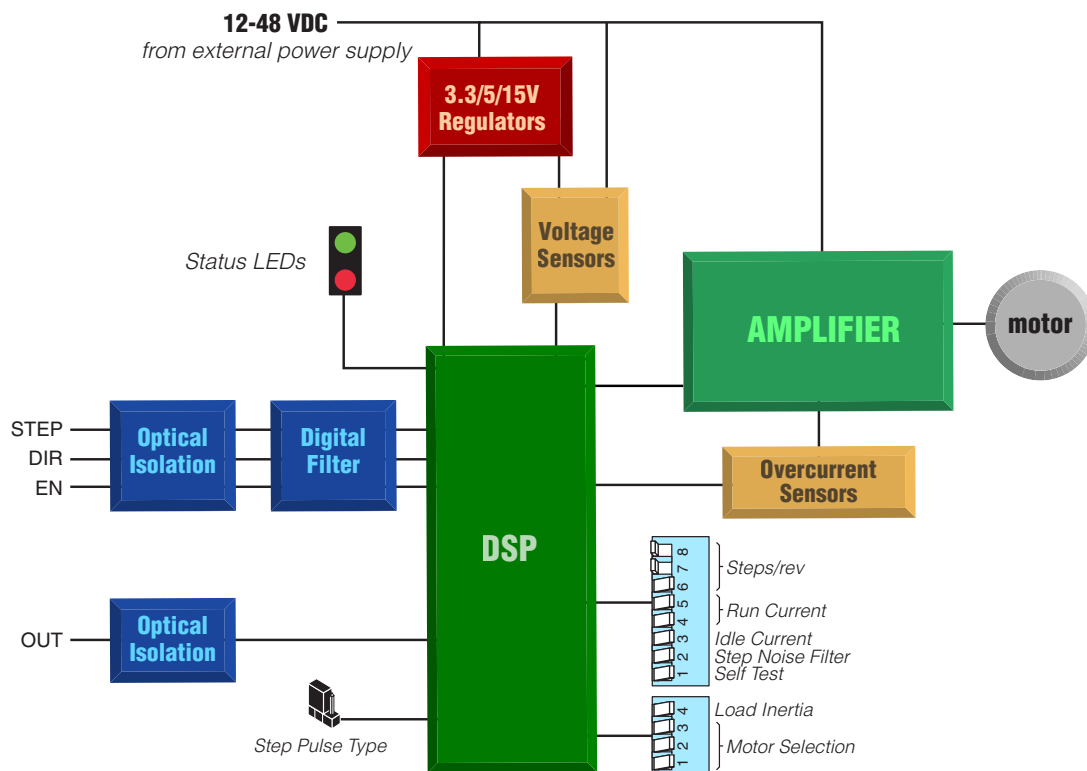 12-48 VDC
from external power supply
3.3/5/15V
Regulators
Voltage
Sensors
Status LEDs
AMPLIFIER
motor
STEP
DIR
EN
Optical
Isolation
Digital
Filter
Overcurrent
Sensors
DSP
8
7
6
5
4
3
2
1
Steps/rev
Run Current
Idle Current
Step Noise Filter
Self Test
OUT
Optical
Isolation
Step Pulse Type
4
3
2
1
Load Inertia
Motor Selection